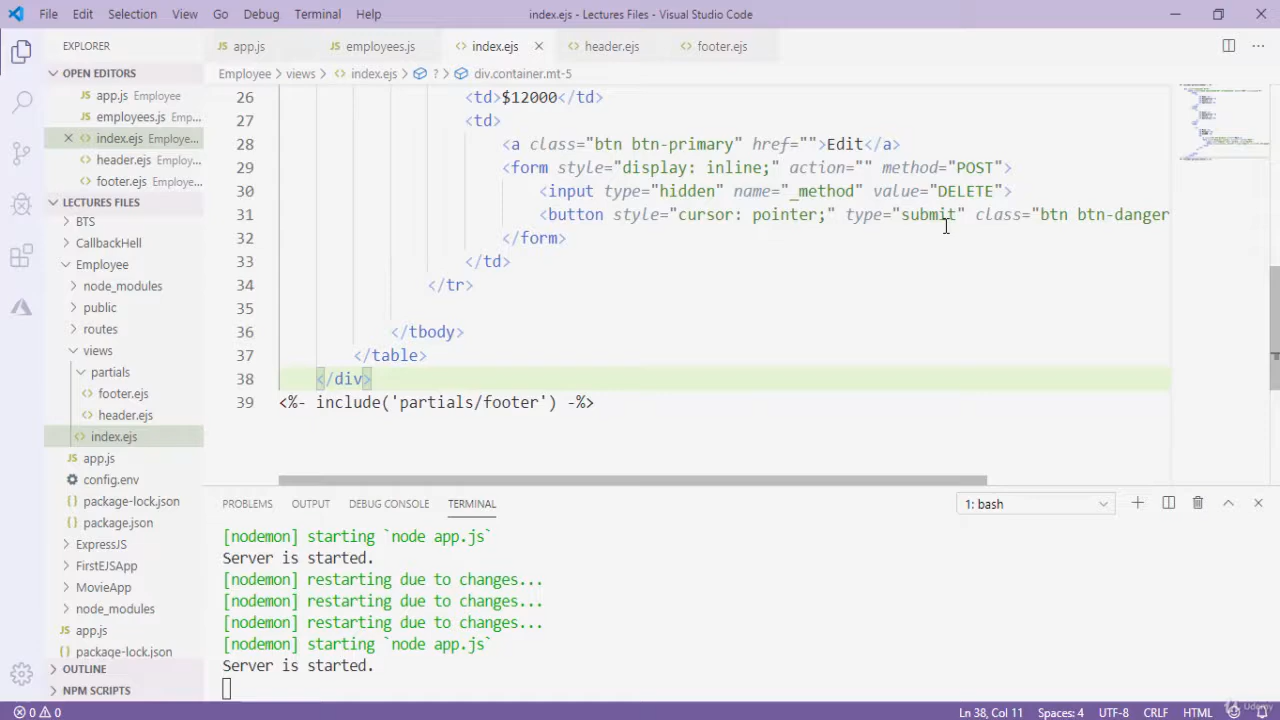 File Edit Selection View Go Debug Terminal Help index.ejs - Lectures Files - Visual Studio Code
EXPLORER
OPEN EDITORS
app.js Employee
employees.js Emplo...
index.ejs Employe...
header.ejs Employ...
footer.ejs Employe...
LECTURES FILES
BTS
CallbackHell
Employee
node_modules
public
routes
views
partials
footer.ejs
header.ejs
index.ejs
app.js
config.env
package-lock.json
package.json
ExpressJS
FirstEJSApp
MovieApp
node_modules
app.js
package-lock.json
OUTLINE
NPM SCRIPTS
app.js employees.js index.ejs header.ejs footer.ejs
Employee > views > index.ejs > ? > div.container.mt-5
26 <td>$12000</td>
27 <td>
28 <a class="btn btn-primary" href="">Edit</a>
29 <form style="display: inline;" action="" method="POST">
30 <input type="hidden" name="_method" value="DELETE">
31 <button style="cursor: pointer;" type="submit" class="btn btn-danger
32 </form>
33 </td>
34 </tr>
35
36 </tbody>
37 </table>
38 </div>
39 <%- include('partials/footer') -%>
PROBLEMS OUTPUT DEBUG CONSOLE TERMINAL 1: bash
[nodemon] starting `node app.js`
Server is started.
[nodemon] restarting due to changes...
[nodemon] restarting due to changes...
[nodemon] restarting due to changes...
[nodemon] starting `node app.js`
Server is started.
0 0 Ln 38, Col 11 Spaces: 4 UTF-8 CRLF HTML
Udemy